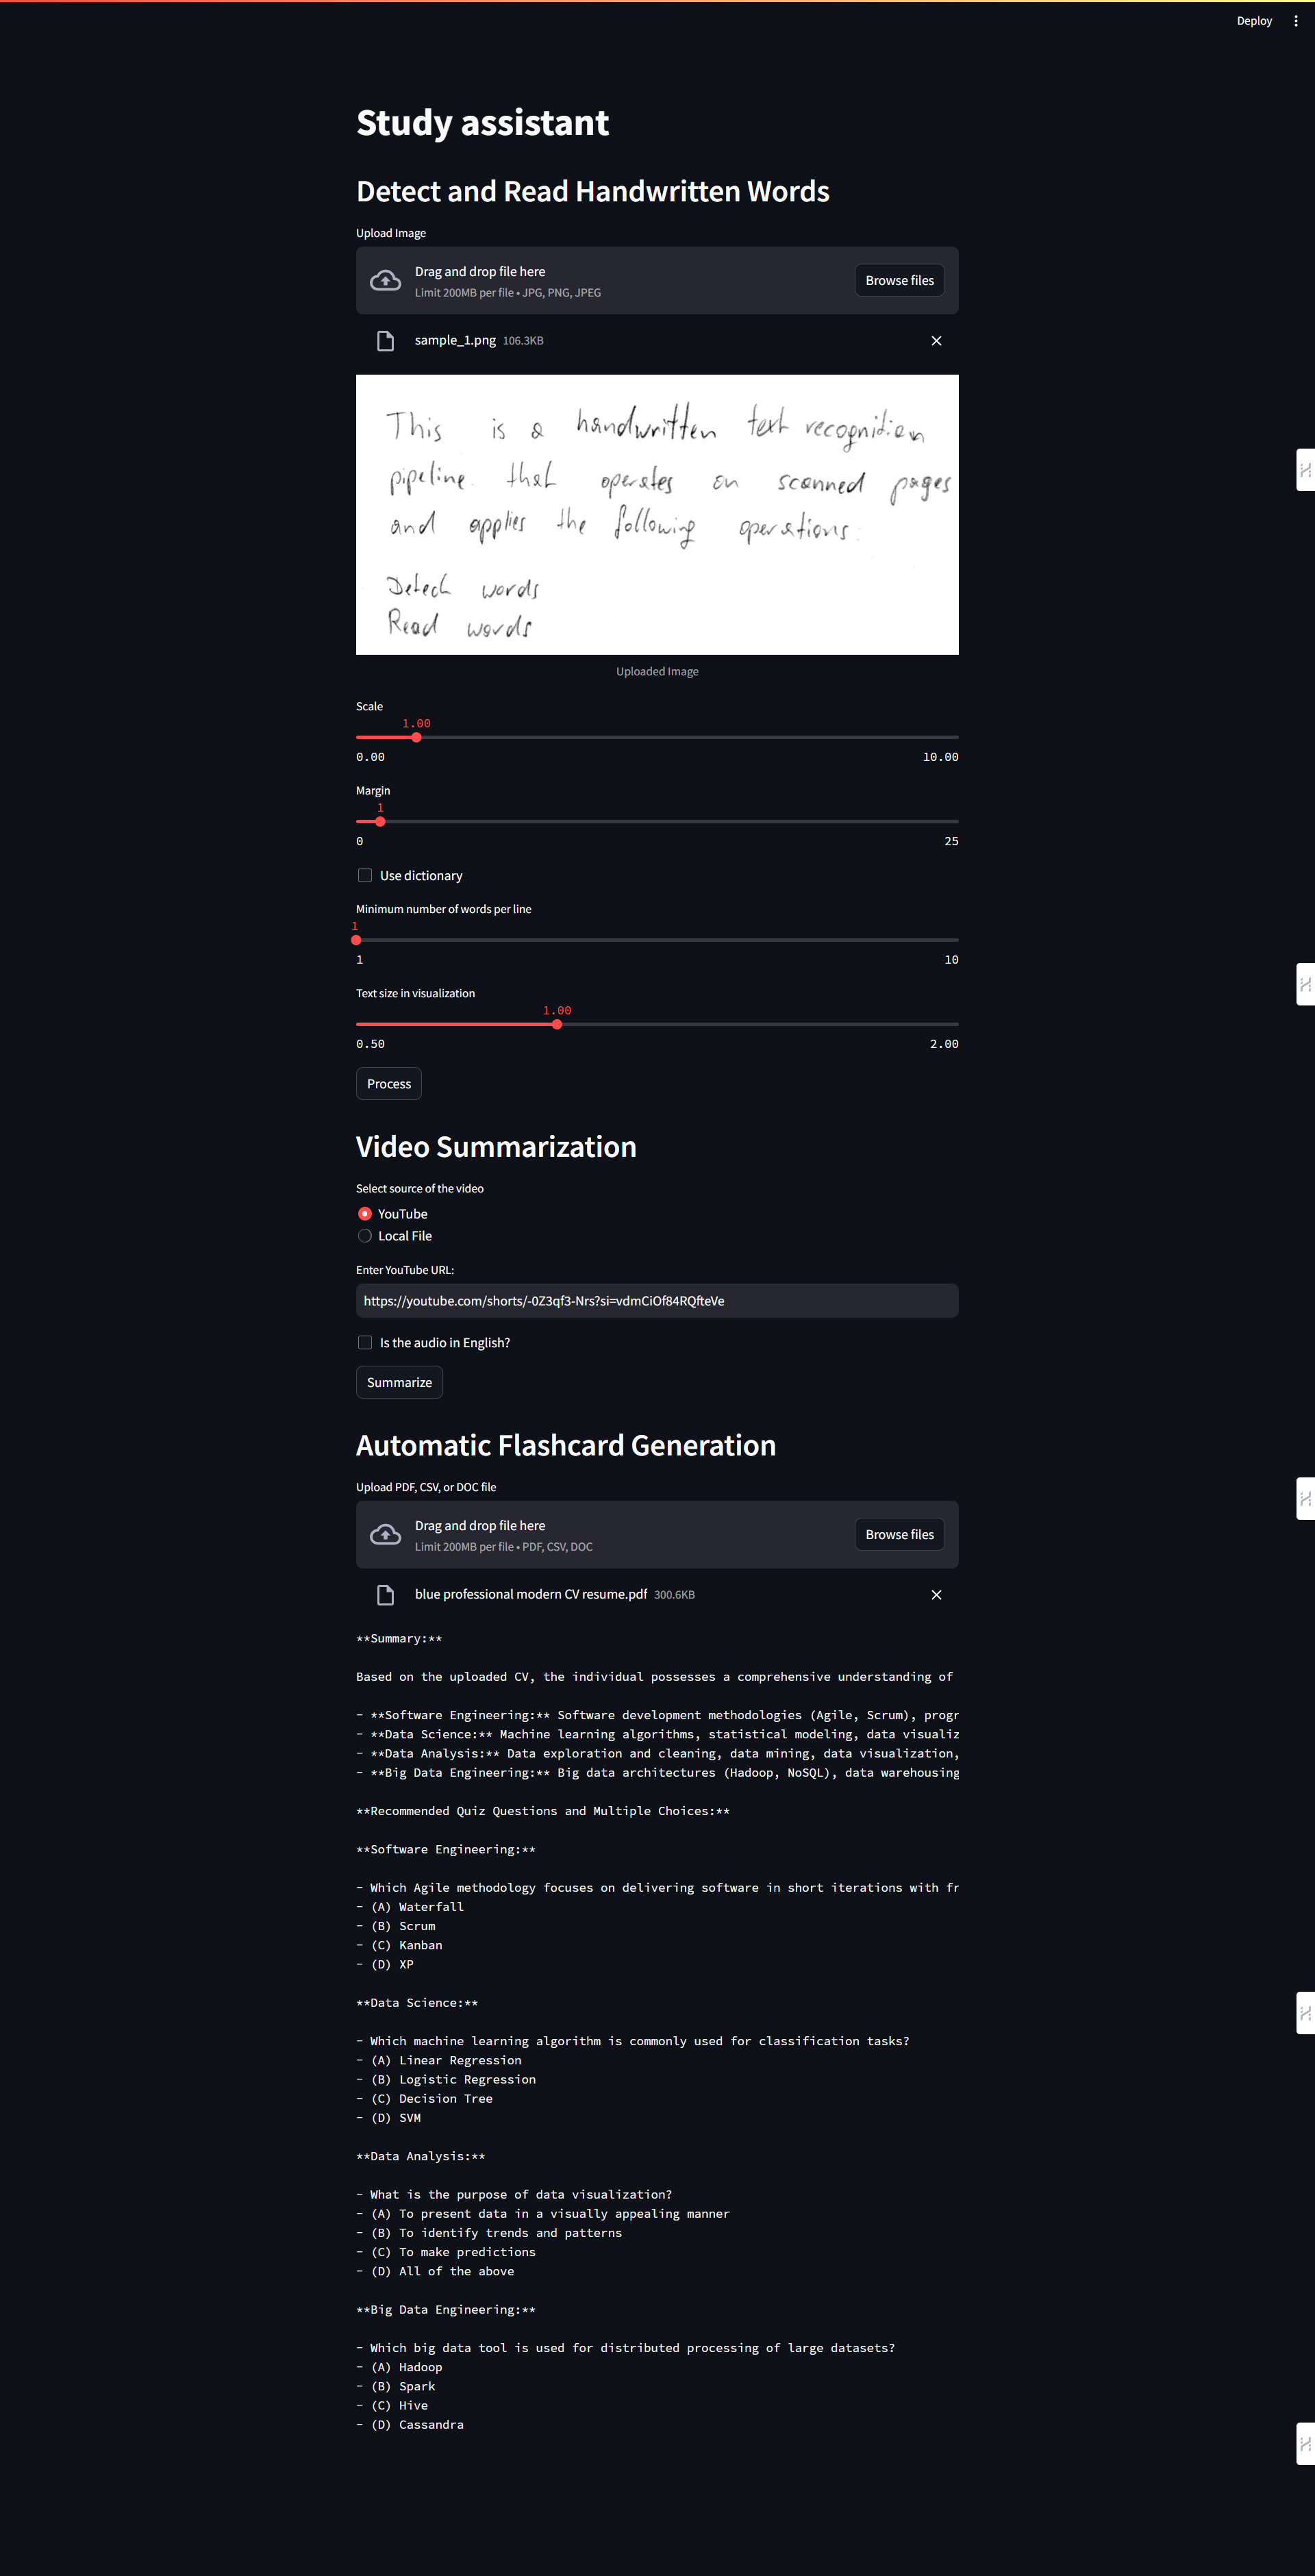 Deploy
Study assistant
Detect and Read Handwritten Words
Upload Image
Drag and drop file here
Limit 200MB per file • JPG, PNG, JPEG
Browse files
sample_1.png 106.3KB
This is a handwritten text recognition
pipeline that operates on scanned pages
and applies the following operations:
Detech words
Read words
Uploaded Image
Scale
1.00
0.00 10.00
Margin
1
0 25
Use dictionary
Minimum number of words per line
1
1 10
Text size in visualization
1.00
0.50 2.00
Process
Video Summarization
Select source of the video
YouTube
Local File
Enter YouTube URL:
https://youtube.com/shorts/-0Z3qf3-Nrs?si=vdmCiOf84RQfteVe
Is the audio in English?
Summarize
Automatic Flashcard Generation
Upload PDF, CSV, or DOC file
Drag and drop file here
Limit 200MB per file • PDF, CSV, DOC
Browse files
blue professional modern CV resume.pdf 300.6KB
**Summary:**
Based on the uploaded CV, the individual possesses a comprehensive understanding of
- **Software Engineering:** Software development methodologies (Agile, Scrum), progr
- **Data Science:** Machine learning algorithms, statistical modeling, data visualiz
- **Data Analysis:** Data exploration and cleaning, data mining, data visualization,
- **Big Data Engineering:** Big data architectures (Hadoop, NoSQL), data warehousing
**Recommended Quiz Questions and Multiple Choices:**
**Software Engineering:**
- Which Agile methodology focuses on delivering software in short iterations with fr
- (A) Waterfall
- (B) Scrum
- (C) Kanban
- (D) XP
**Data Science:**
- Which machine learning algorithm is commonly used for classification tasks?
- (A) Linear Regression
- (B) Logistic Regression
- (C) Decision Tree
- (D) SVM
**Data Analysis:**
- What is the purpose of data visualization?
- (A) To present data in a visually appealing manner
- (B) To identify trends and patterns
- (C) To make predictions
- (D) All of the above
**Big Data Engineering:**
- Which big data tool is used for distributed processing of large datasets?
- (A) Hadoop
- (B) Spark
- (C) Hive
- (D) Cassandra